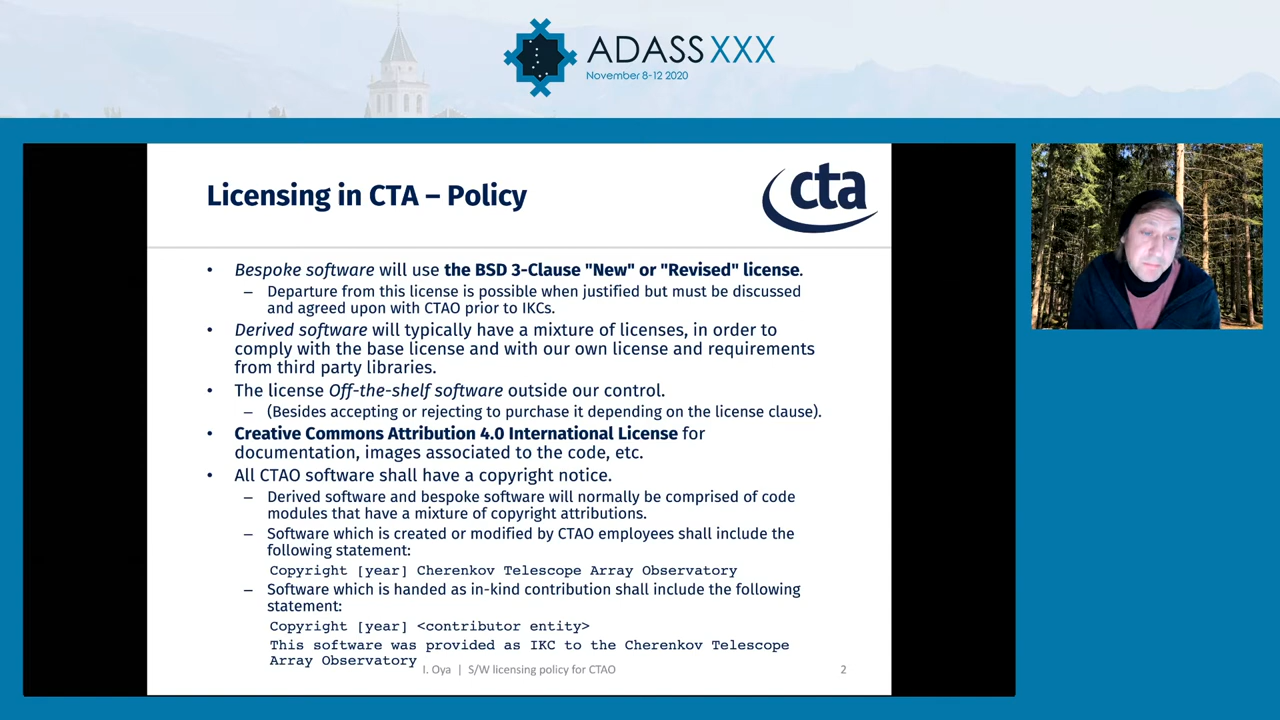 ADASS XXX
November 8-12 2020
Licensing in CTA – Policy
cta
• Bespoke software will use the BSD 3-Clause "New" or "Revised" license.
– Departure from this license is possible when justified but must be discussed
and agreed upon with CTAO prior to IKCs.
• Derived software will typically have a mixture of licenses, in order to
comply with the base license and with our own license and requirements
from third party libraries.
• The license Off-the-shelf software outside our control.
– (Besides accepting or rejecting to purchase it depending on the license clause).
• Creative Commons Attribution 4.0 International License for
documentation, images associated to the code, etc.
• All CTAO software shall have a copyright notice.
– Derived software and bespoke software will normally be comprised of code
modules that have a mixture of copyright attributions.
– Software which is created or modified by CTAO employees shall include the
following statement:
Copyright [year] Cherenkov Telescope Array Observatory
– Software which is handed as in-kind contribution shall include the following
statement:
Copyright [year] <contributor entity>
This software was provided as IKC to the Cherenkov Telescope
Array Observatory
I. Oya | S/W licensing policy for CTAO
2